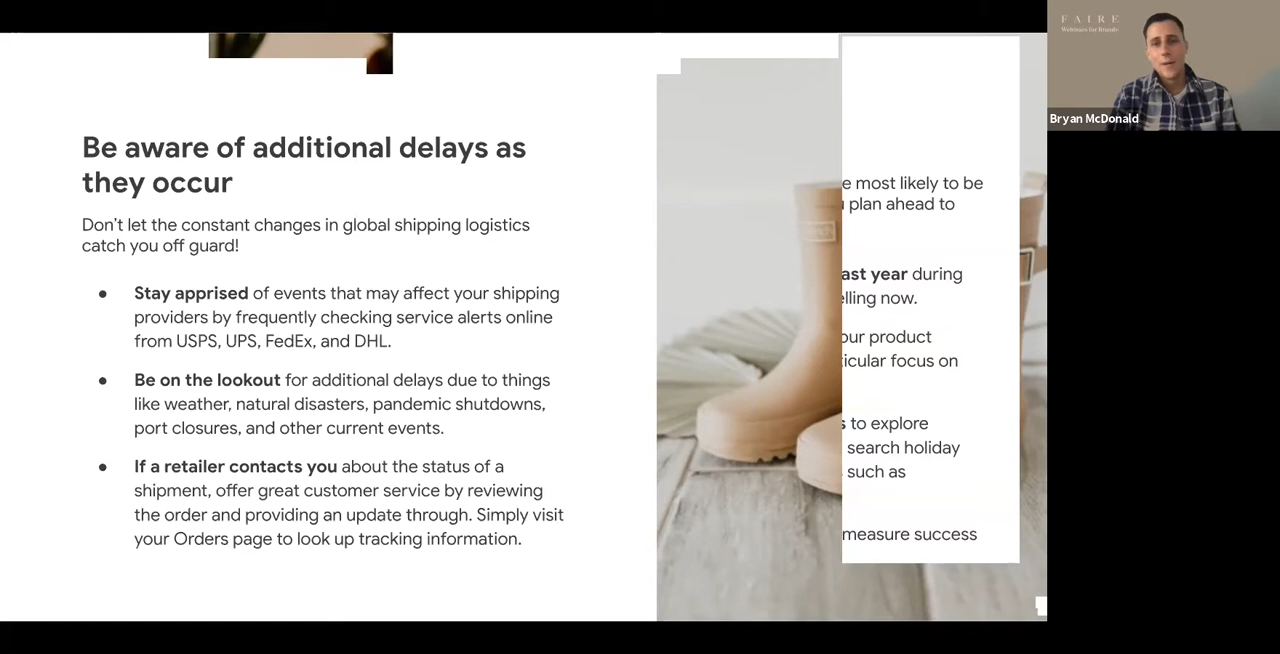 FAIRE
Webinars for Brands
Bryan McDonald
Be aware of additional delays as
they occur
Don't let the constant changes in global shipping logistics
catch you off guard!
● Stay apprised of events that may affect your shipping
providers by frequently checking service alerts online
from USPS, UPS, FedEx, and DHL.
● Be on the lookout for additional delays due to things
like weather, natural disasters, pandemic shutdowns,
port closures, and other current events.
● If a retailer contacts you about the status of a
shipment, offer great customer service by reviewing
the order and providing an update through. Simply visit
your Orders page to look up tracking information.
e most likely to be
plan ahead to
ast year during
elling now.
our product
ticular focus on
s to explore
search holiday
such as
measure success